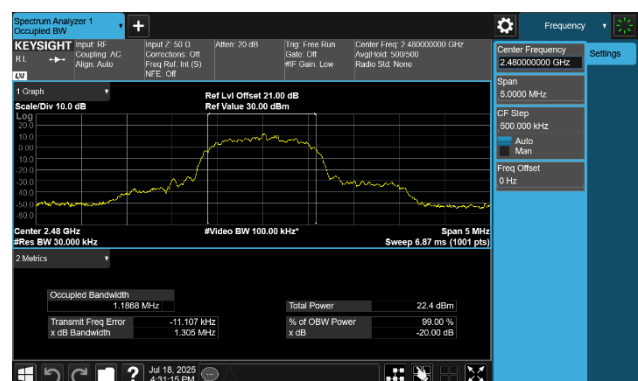 Spectrum Analyzer 1
Occupied BW
+
Frequency
KEYSIGHT
R L
Input: RF
Coupling: AC
Align: Auto
Input Z: 50 Ω
Corrections: Off
Freq Ref: Int (S)
NFE: Off
Atten: 20 dB
Trig: Free Run
Gate: Off
#IF Gain: Low
Center Freq: 2.480000000 GHz
Avg|Hold: 500/500
Radio Std: None
Center Frequency
2.480000000 GHz
Settings
Span
5.0000 MHz
CF Step
500.000 kHz
Auto
Man
Freq Offset
0 Hz
1 Graph
Scale/Div 10.0 dB
Ref Lvl Offset 21.00 dB
Ref Value 30.00 dBm
Log
20.0
10.0
0.00
-10.0
-20.0
-30.0
-40.0
-50.0
-60.0
Center 2.48 GHz
#Res BW 30.000 kHz
#Video BW 100.00 kHz*
Span 5 MHz
Sweep 6.87 ms (1001 pts)
2 Metrics
Occupied Bandwidth
1.1868 MHz
Total Power 22.4 dBm
Transmit Freq Error -11.107 kHz
% of OBW Power 99.00 %
x dB Bandwidth 1.305 MHz
x dB -20.00 dB
?
Jul 18, 2025
4:31:15 PM